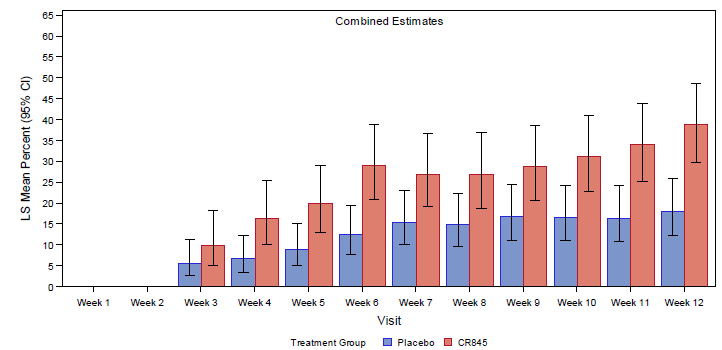 Combined Estimates
65
60
55
50
45
40
35
30
25
20
15
10
5
0
LS Mean Percent (95% CI)
Week 1 Week 2 Week 3 Week 4 Week 5 Week 6 Week 7 Week 8 Week 9 Week 10 Week 11 Week 12
Visit
Treatment Group Placebo CR845